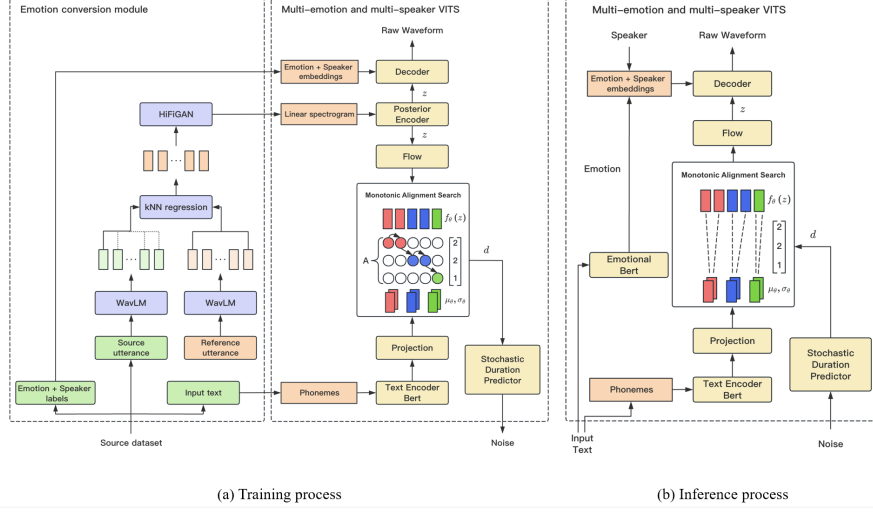 Emotion conversion module
Multi-emotion and multi-speaker VITS
Raw Waveform
Emotion + Speaker
embeddings
Decoder
z
HiFiGAN
Linear spectrogram
Posterior
Encoder
z
Flow
Monotonic Alignment Search
fθ(z)
kNN regression
A
2
2
1
d
μθ, σθ
WavLM
WavLM
Source
utterance
Reference
utterance
Projection
Stochastic
Duration
Predictor
Emotion + Speaker
labels
Input text
Phonemes
Text Encoder
Bert
Source dataset
Noise
(a) Training process
Multi-emotion and multi-speaker VITS
Speaker
Raw Waveform
Emotion + Speaker
embeddings
Decoder
z
Flow
Emotion
Monotonic Alignment Search
fθ(z)
2
2
1
d
Emotional
Bert
μθ, σθ
Projection
Stochastic
Duration
Predictor
Phonemes
Text Encoder
Bert
Input
Text
Noise
(b) Inference process